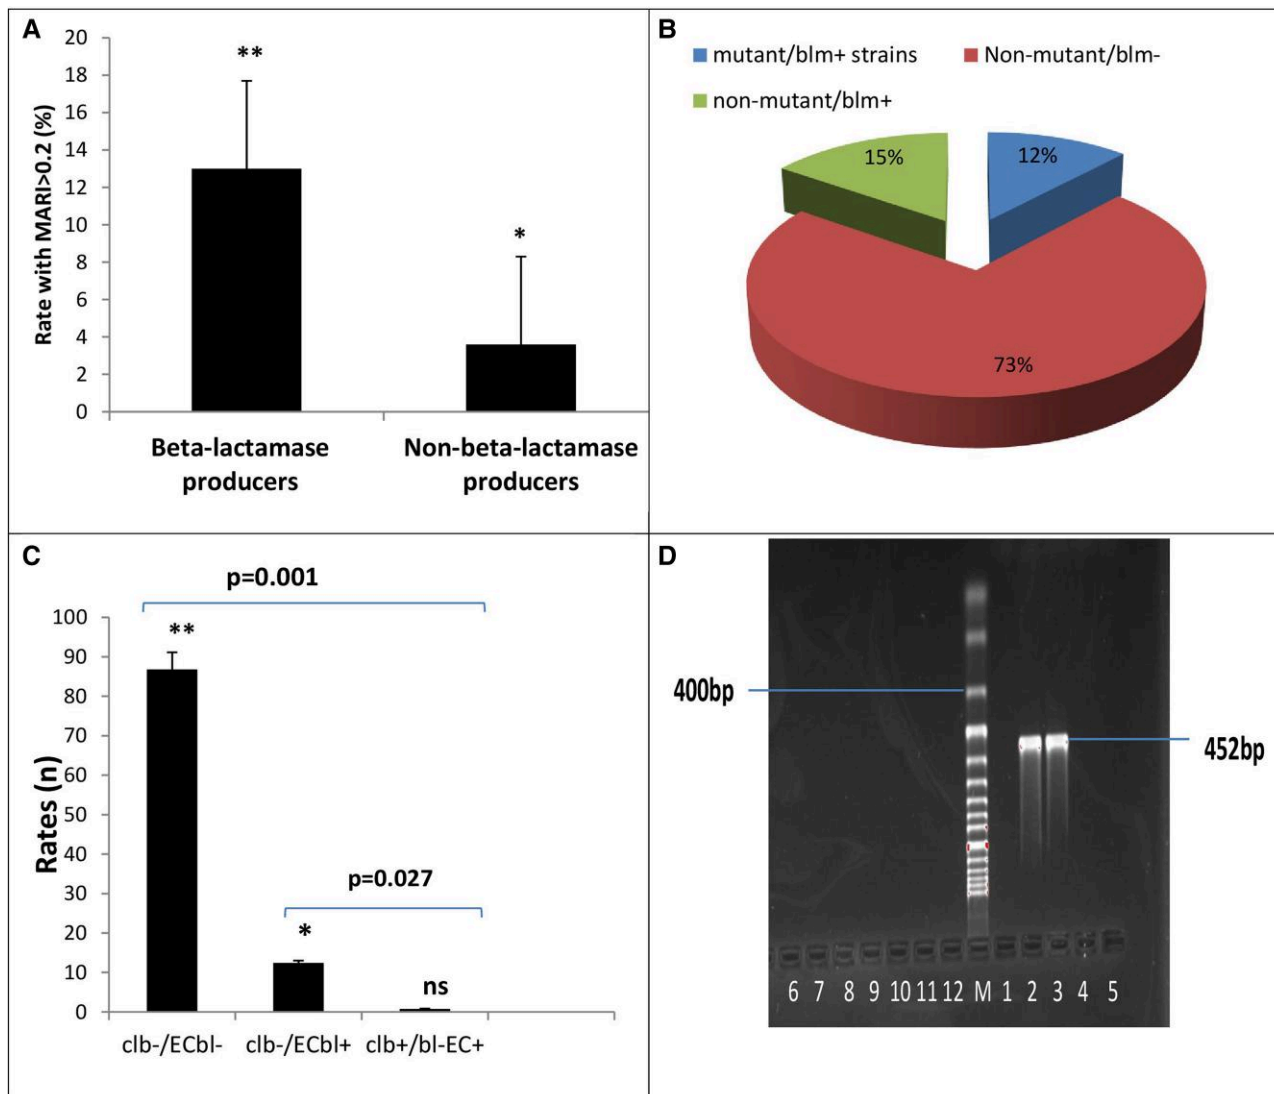 A
20
18
16
14
12
10
8
6
4
2
0
Rate with MARI>0.2 (%)
**
*
Beta-lactamase
producers
Non-beta-lactamase
producers
B
mutant/blm+ strains
Non-mutant/blm-
non-mutant/blm+
15%
12%
73%
C
p=0.001
100
90
80
70
60
50
40
30
20
10
0
Rates (n)
**
p=0.027
*
ns
clb-/ECbl-
clb-/ECbl+
clb+/bl-EC+
D
400bp
452bp
6 7 8 9 10 11 12 M 1 2 3 4 5